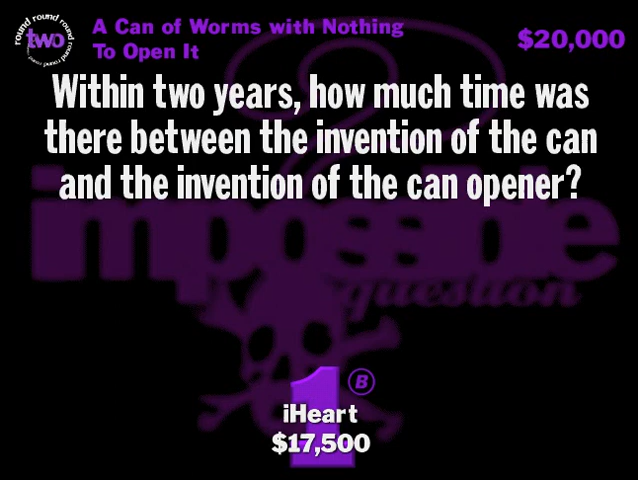 round round round
two
round round
A Can of Worms with Nothing
To Open It
$20,000
Within two years, how much time was
there between the invention of the can
and the invention of the can opener?
impossible
question
1
B
iHeart
$17,500